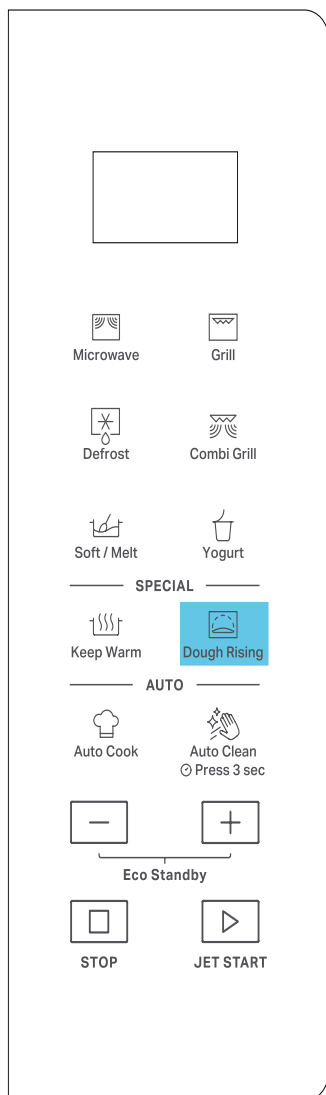 Microwave Grill
Defrost Combi Grill
Soft / Melt Yogurt
SPECIAL
Keep Warm Dough Rising
AUTO
Auto Cook Auto Clean
Press 3 sec
Eco Standby
STOP JET START